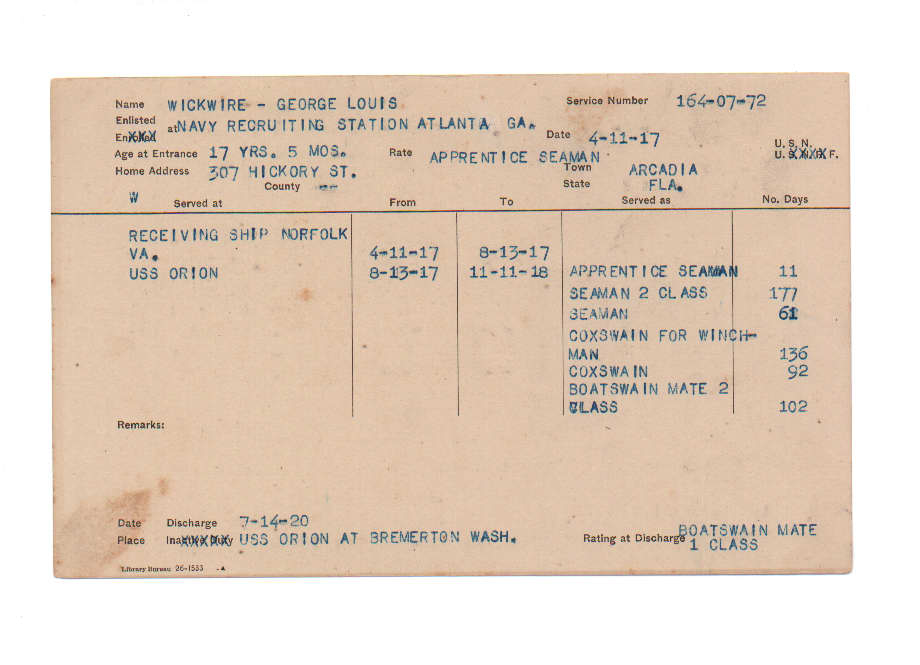 Name WICKWIRE - GEORGE LOUIS Service Number 164-07-72
Enlisted
Enrolled at NAVY RECRUITING STATION ATLANTA GA. Date 4-11-17
Age at Entrance 17 YRS. 5 MOS. Rate APPRENTICE SEAMAN U. S. N.
U. S. N. R. F.
Home Address 307 HICKORY ST. Town ARCADIA
County -- State FLA.
W Served at From To Served as No. Days
RECEIVING SHIP NORFOLK
VA. 4-11-17 8-13-17
USS ORION 8-13-17 11-11-18 APPRENTICE SEAMAN 11
SEAMAN 2 CLASS 177
SEAMAN 61
COXSWAIN FOR WINCH-
MAN 136
COXSWAIN 92
BOATSWAIN MATE 2
CLASS 102
Remarks:
Date Discharge 7-14-20
Place Inactive Duty USS ORION AT BREMERTON WASH. Rating at Discharge BOATSWAIN MATE
1 CLASS
Library Bureau 26-1553